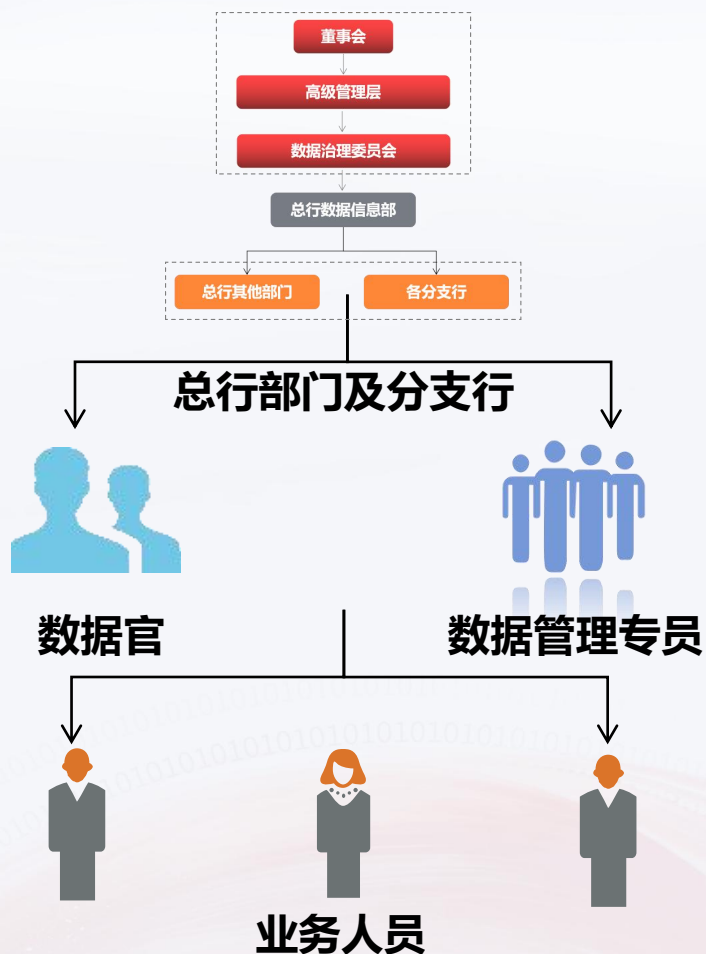 董事会
高级管理层
数据治理委员会
总行数据信息部
总行其他部门
各分支行
总行部门及分支行
数据官
数据管理专员
业务人员